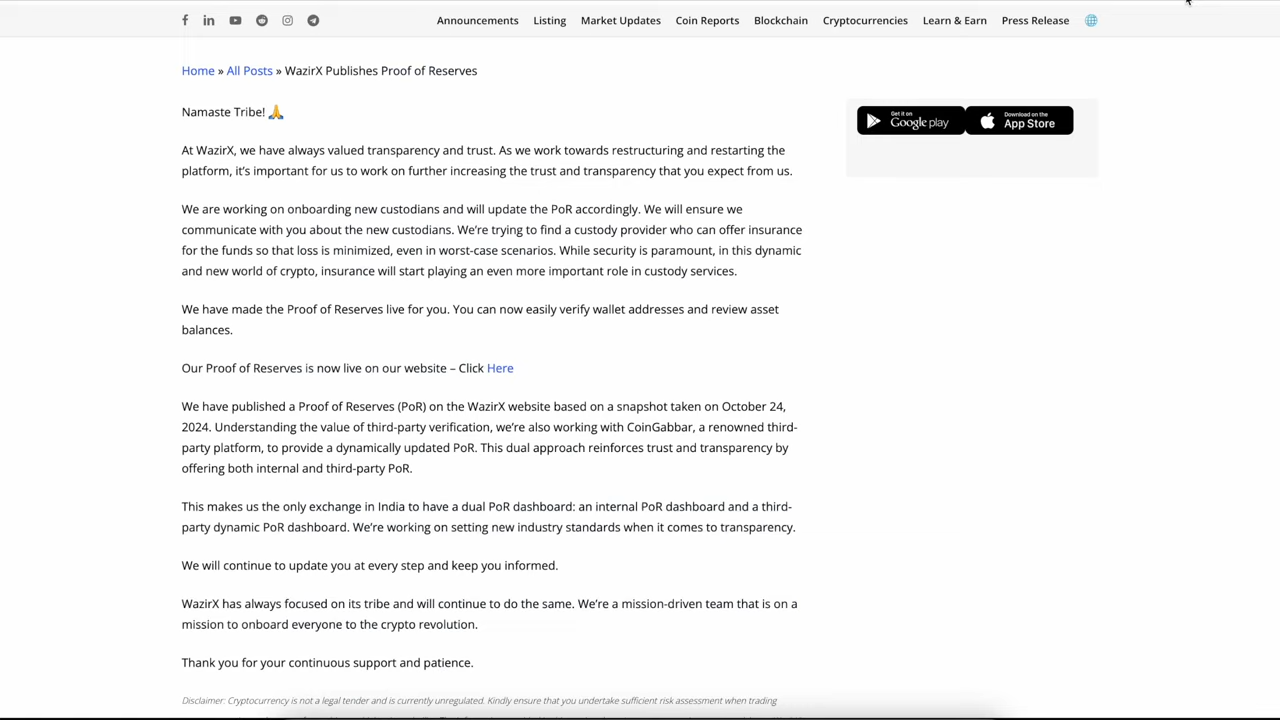 Announcements Listing Market Updates Coin Reports Blockchain Cryptocurrencies Learn & Earn Press Release
Home » All Posts » WazirX Publishes Proof of Reserves
Namaste Tribe! 🙏
GET IT ON Google play
Download on the App Store
At WazirX, we have always valued transparency and trust. As we work towards restructuring and restarting the
platform, it’s important for us to work on further increasing the trust and transparency that you expect from us.
We are working on onboarding new custodians and will update the PoR accordingly. We will ensure we
communicate with you about the new custodians. We’re trying to find a custody provider who can offer insurance
for the funds so that loss is minimized, even in worst-case scenarios. While security is paramount, in this dynamic
and new world of crypto, insurance will start playing an even more important role in custody services.
We have made the Proof of Reserves live for you. You can now easily verify wallet addresses and review asset
balances.
Our Proof of Reserves is now live on our website – Click Here
We have published a Proof of Reserves (PoR) on the WazirX website based on a snapshot taken on October 24,
2024. Understanding the value of third-party verification, we’re also working with CoinGabbar, a renowned third-
party platform, to provide a dynamically updated PoR. This dual approach reinforces trust and transparency by
offering both internal and third-party PoR.
This makes us the only exchange in India to have a dual PoR dashboard: an internal PoR dashboard and a third-
party dynamic PoR dashboard. We’re working on setting new industry standards when it comes to transparency.
We will continue to update you at every step and keep you informed.
WazirX has always focused on its tribe and will continue to do the same. We’re a mission-driven team that is on a
mission to onboard everyone to the crypto revolution.
Thank you for your continuous support and patience.
Disclaimer: Cryptocurrency is not a legal tender and is currently unregulated. Kindly ensure that you undertake sufficient risk assessment when trading